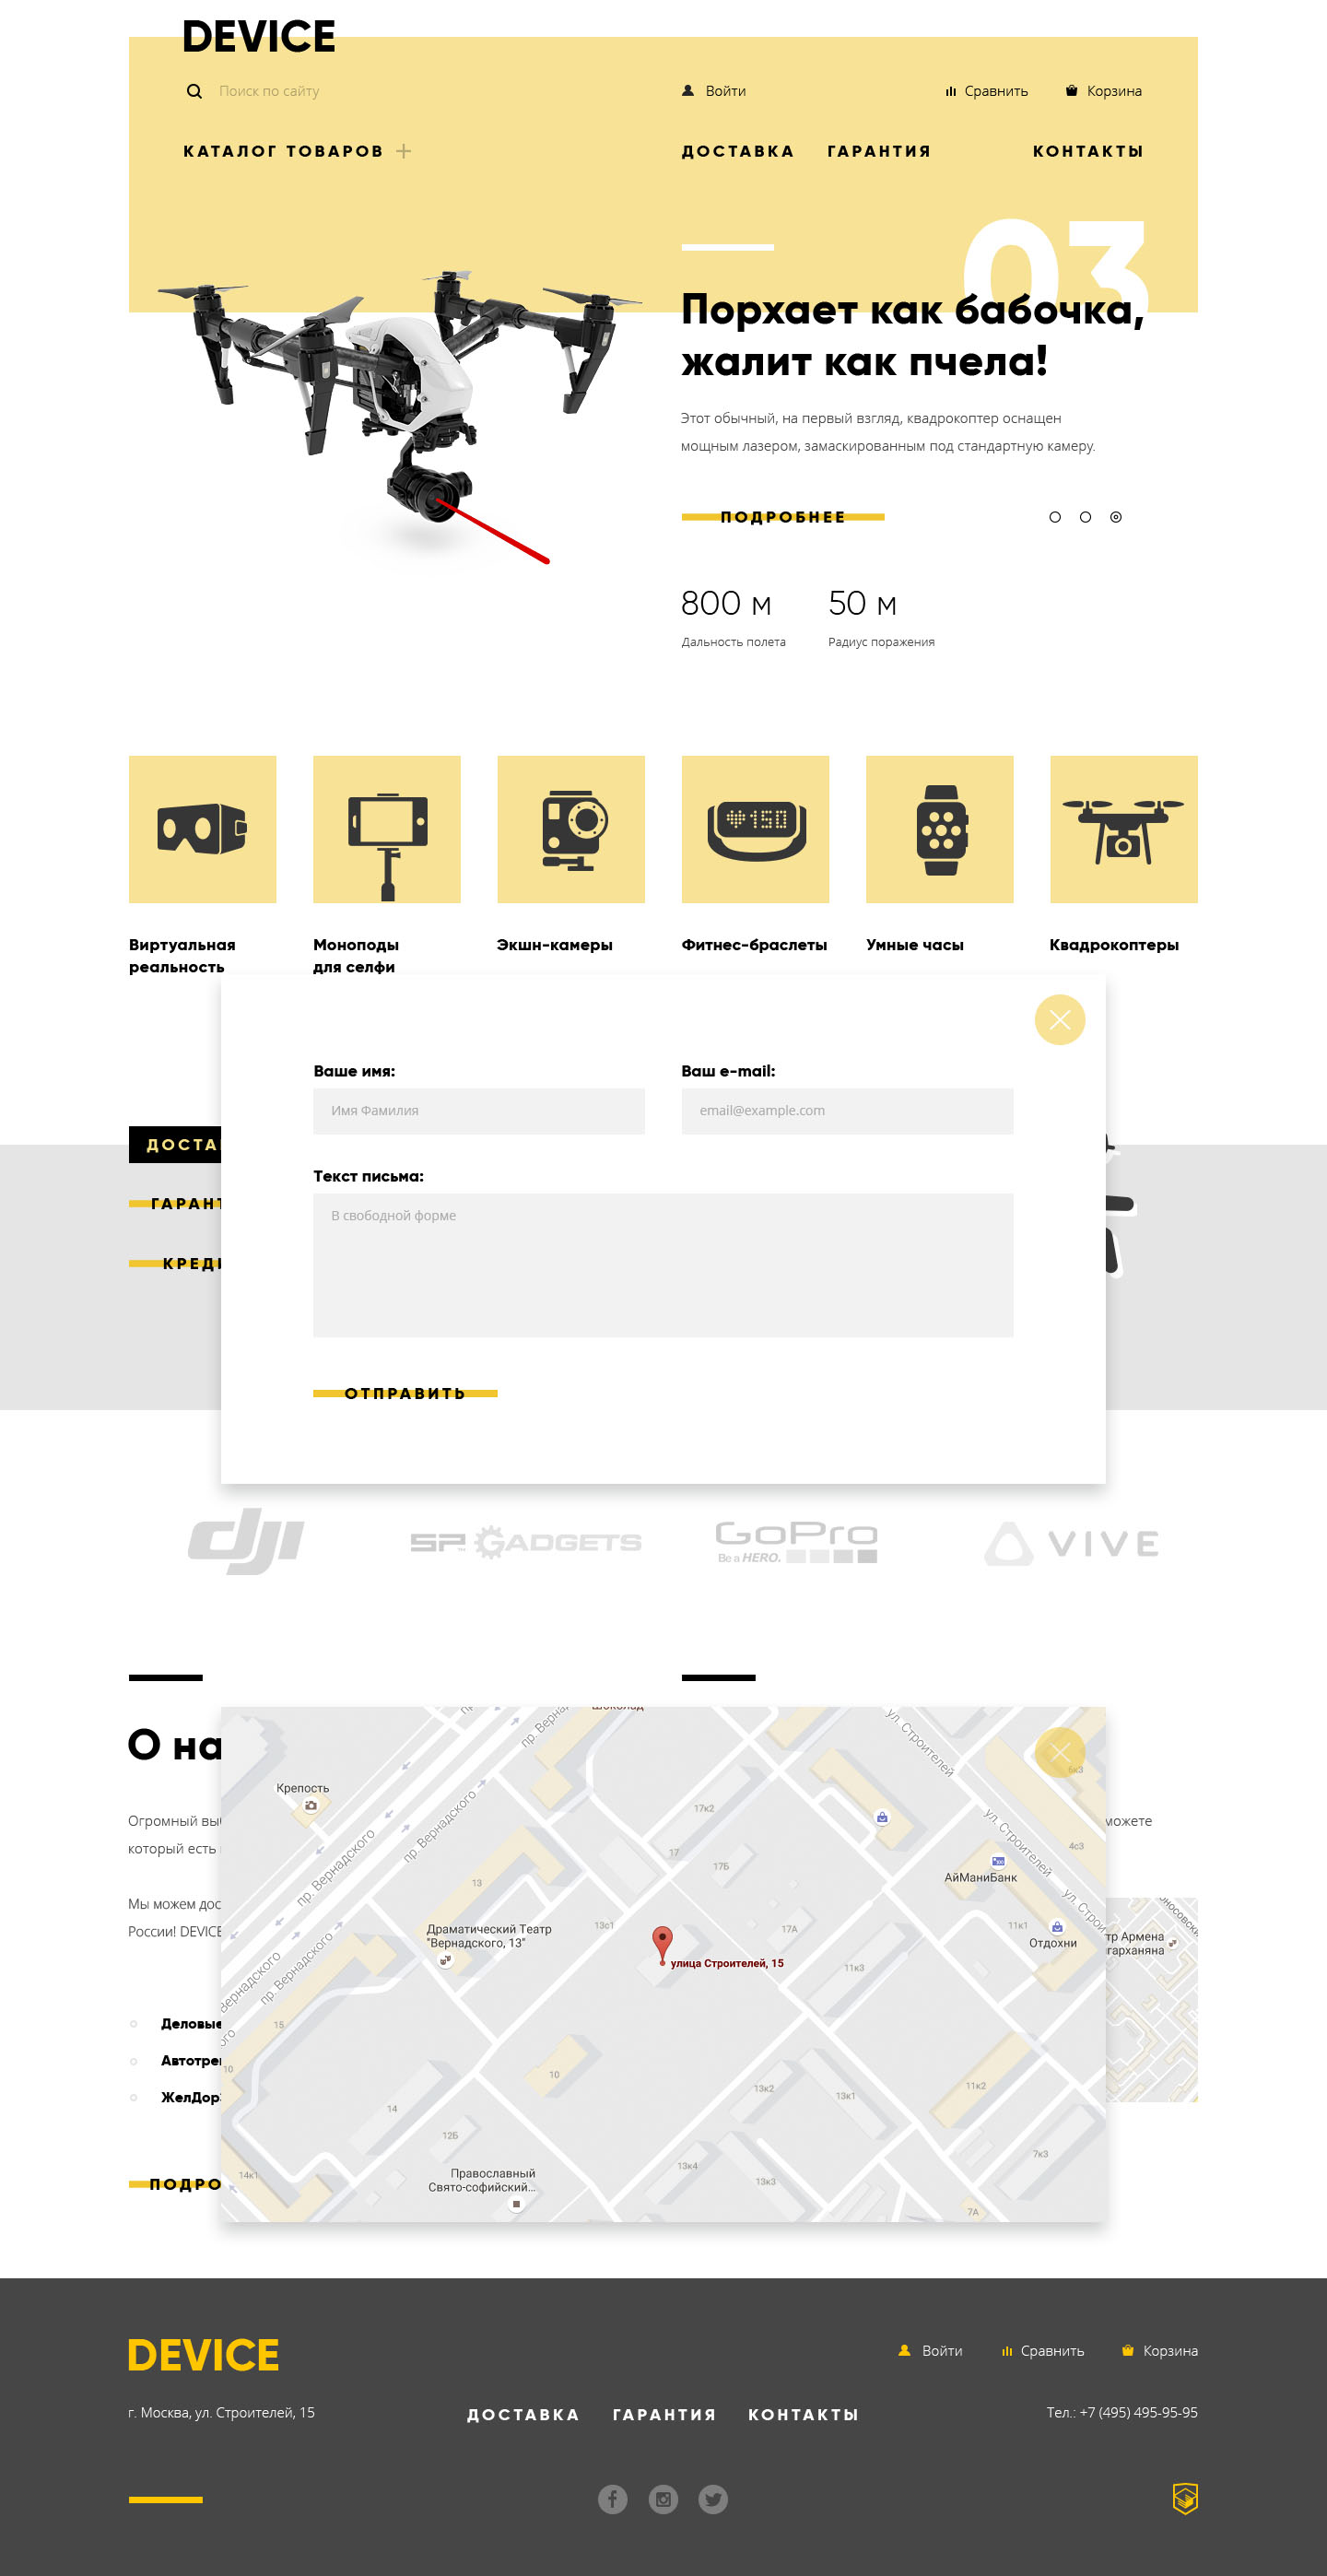 DEVICE
Поиск по сайту
Войти
Сравнить
Корзина
КАТАЛОГ ТОВАРОВ
ДОСТАВКА
ГАРАНТИЯ
КОНТАКТЫ
03
Порхает как бабочка,
жалит как пчела!
Этот обычный, на первый взгляд, квадрокоптер оснащен
мощным лазером, замаскированным под стандартную камеру.
ПОДРОБНЕЕ
800 м
50 м
Дальность полета
Радиус поражения
150
Виртуальная
реальность
Моноподы
для селфи
Экшн-камеры
Фитнес-браслеты
Умные часы
Квадрокоптеры
Ваше имя:
Ваш e-mail:
Имя Фамилия
email@example.com
ДОСТА
Текст письма:
ГАРАНТ
В свободной форме
КРЕДИ
ОТПРАВИТЬ
dji
SP GADGETS
GoPro
Be a HERO.
VIVE
О на
Шоколад
пр. Верна
ул. Строителей
6к3
Крепость
17к2
Огромный вы
можете
пр. Вернадского
пр. Вернадского
ул. Строителей
4с3
который есть
17
17Б
АйМаниБанк
13
Мы можем дос
ул. Строи
Драматический Театр
"Вернадского, 13"
13с1
17А
11к1
Отдохни
России! DEVICE
улица Строителей, 15
11к3
тр Армена
гарханяна
Вернадского
пр. Вернадского
Деловые
15
Автотре
10
10
13к2
13к1
11к2
ЖелДор
14
12Б
7к3
14к1
Православный
Свято-софийский...
13к4
13к3
ПОДРО
7А
DEVICE
Войти
Сравнить
Корзина
г. Москва, ул. Строителей, 15
ДОСТАВКА
ГАРАНТИЯ
КОНТАКТЫ
Тел.: +7 (495) 495-95-95